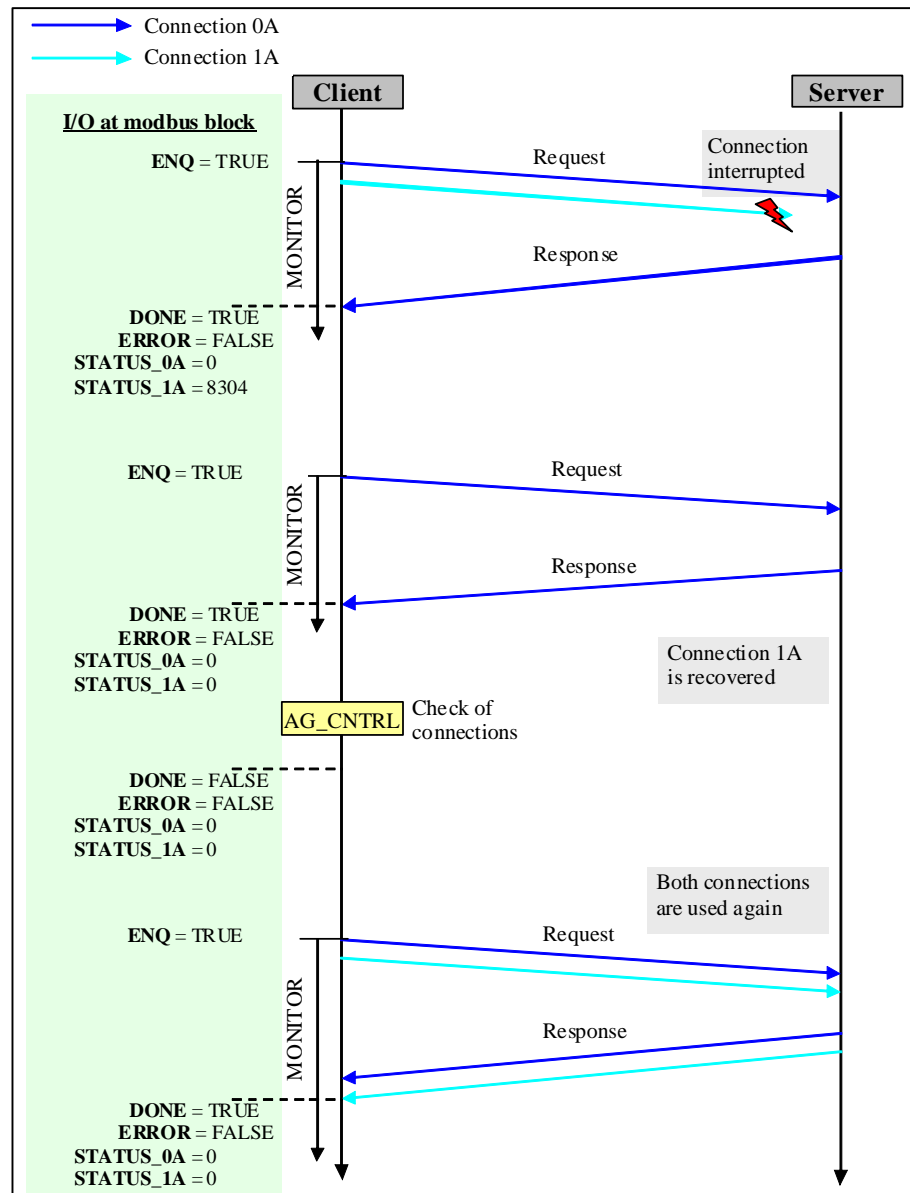 Connection 0A
Connection 1A
Client
Server
I/O at modbus block
ENQ = TRUE
Request
Connection
interrupted
MONITOR
Response
DONE = TRUE
ERROR = FALSE
STATUS_0A = 0
STATUS_1A = 8304
ENQ = TRUE
Request
MONITOR
Response
DONE = TRUE
ERROR = FALSE
STATUS_0A = 0
STATUS_1A = 0
Connection 1A
is recovered
AG_CNTRL
Check of
connections
DONE = FALSE
ERROR = FALSE
STATUS_0A = 0
STATUS_1A = 0
Both connections
are used again
ENQ = TRUE
Request
MONITOR
Response
DONE = TRUE
ERROR = FALSE
STATUS_0A = 0
STATUS_1A = 0